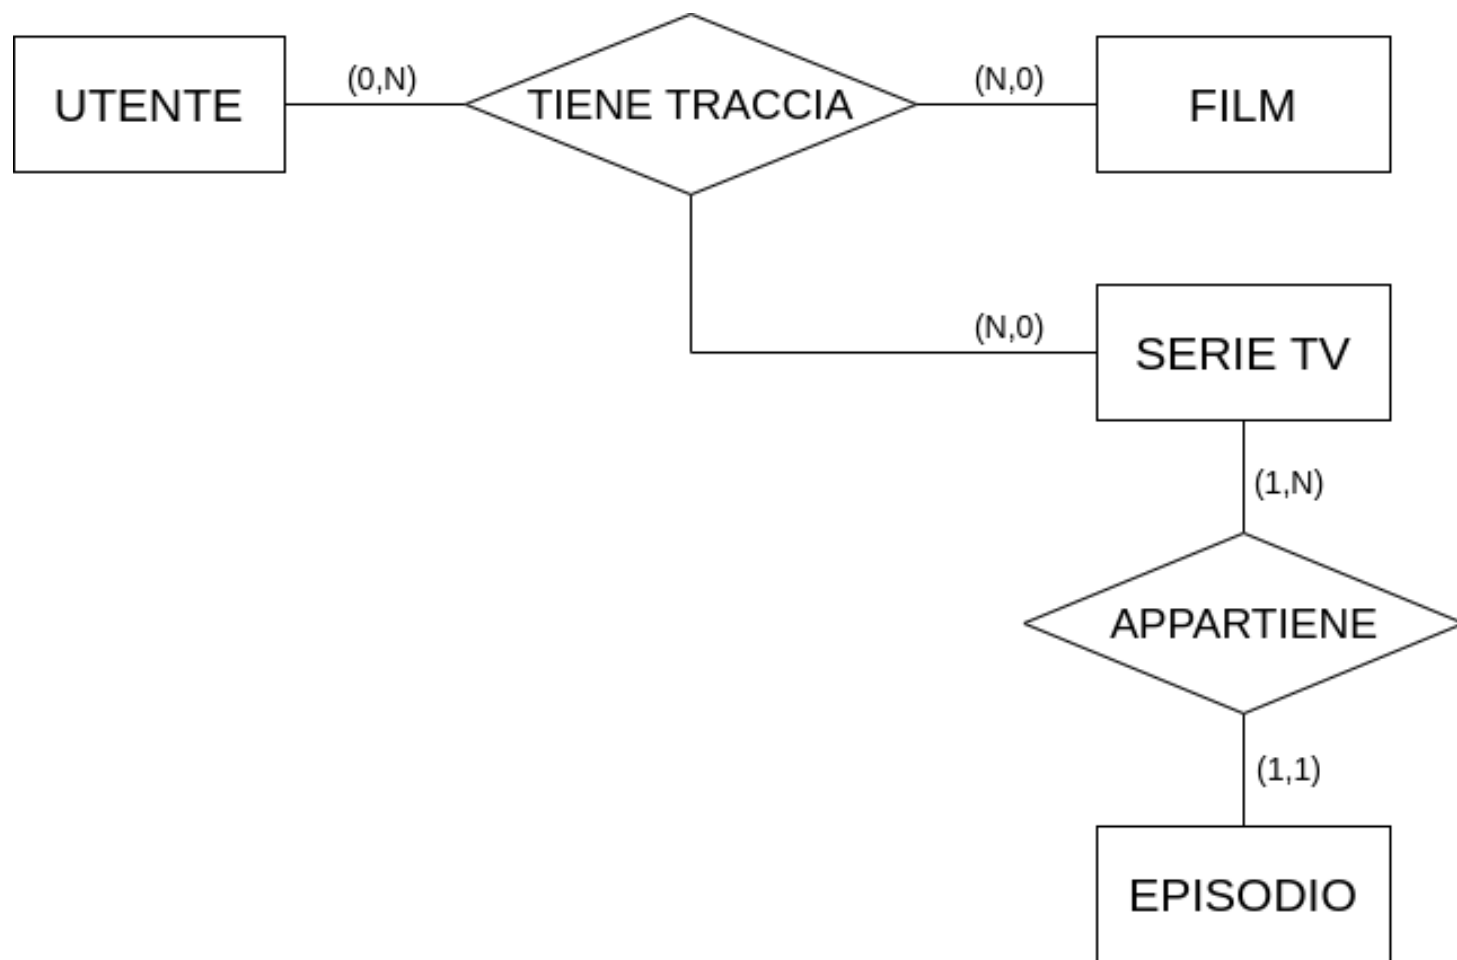 UTENTE
(0,N)
TIENE TRACCIA
(N,0)
FILM
(N,0)
SERIE TV
(1,N)
APPARTIENE
(1,1)
EPISODIO